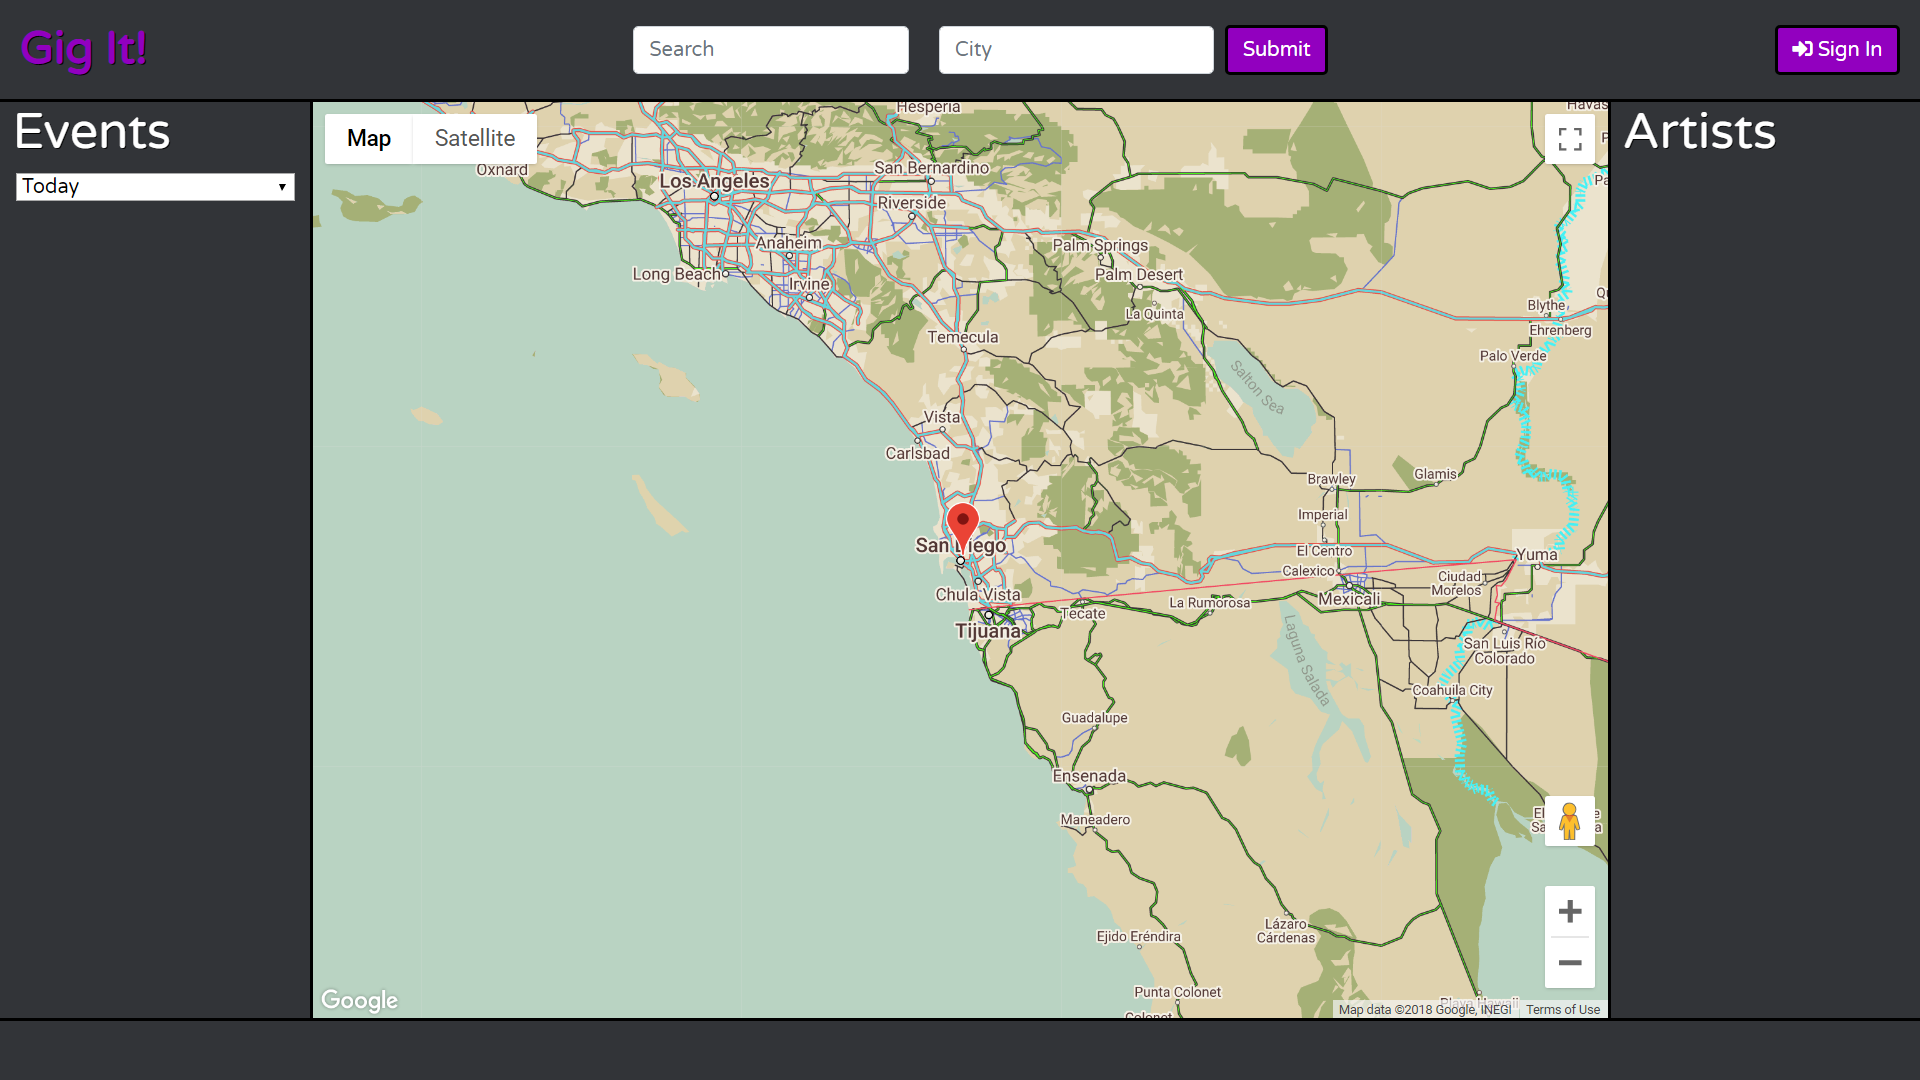 Gig It!
Search
City
Submit
Sign In
Events
Today
Artists
Map
Satellite
Hesperia
Oxnard
San Bernardino
Los Angeles
Riverside
Anaheim
Palm Springs
Long Beach
Palm Desert
Irvine
La Quinta
Blythe
Ehrenberg
Temecula
Palo Verde
Salton Sea
Vista
Carlsbad
Glamis
Brawley
Imperial
San Diego
El Centro
Yuma
Calexico
Ciudad
Morelos
Chula Vista
Mexicali
La Rumorosa
Tecate
Tijuana
Laguna Salada
San Luis Río
Colorado
Coahuila City
Guadalupe
Ensenada
Maneadero
Lázaro
Cárdenas
Ejido Eréndira
Punta Colonet
Colonet
Playa Hawaii
Google
Map data ©2018 Google, INEGI
Terms of Use